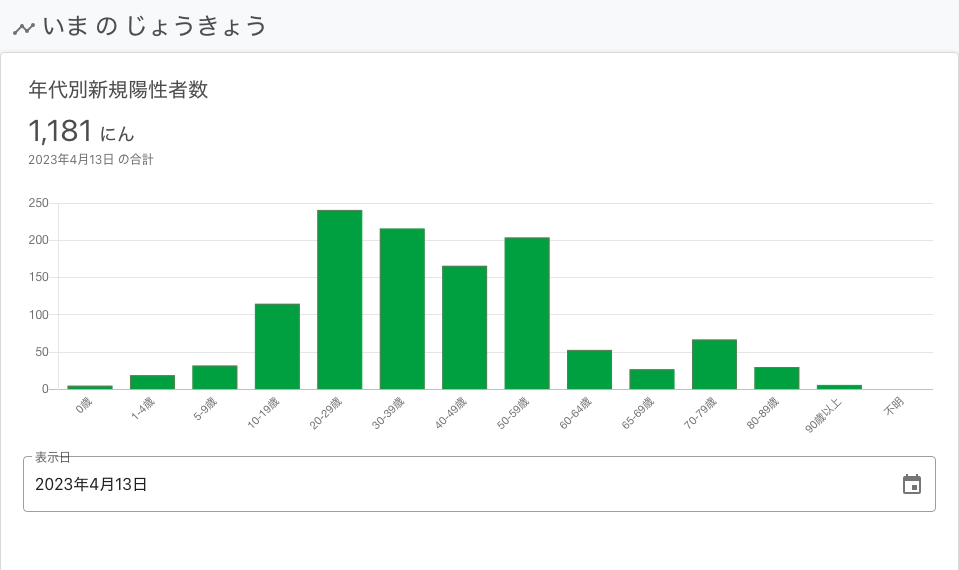 いま の じょうきょう
年代別新規陽性者数
1,181 にん
2023年4月13日 の合計
250
200
150
100
50
0
0歳
1-4歳
5-9歳
10-19歳
20-29歳
30-39歳
40-49歳
50-59歳
60-64歳
65-69歳
70-79歳
80-89歳
90歳以上
不明
表示日
2023年4月13日